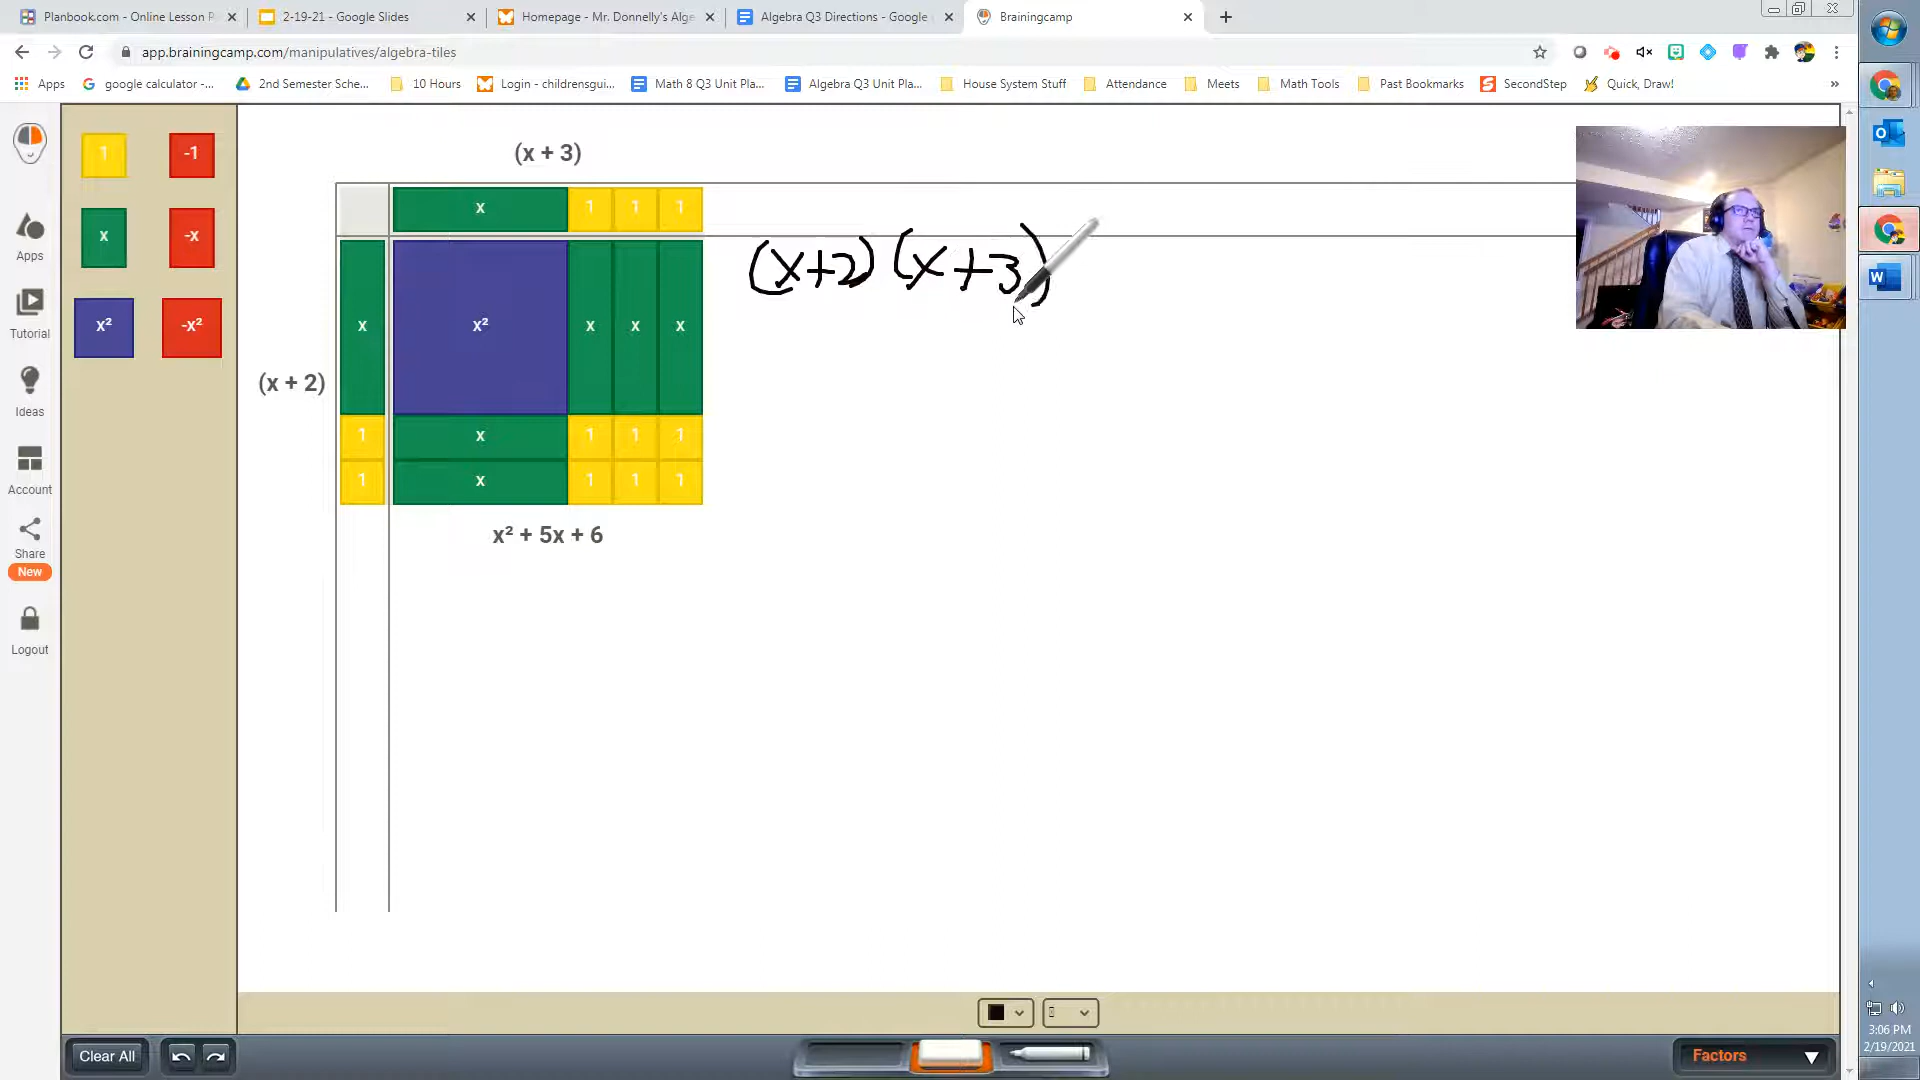 Planbook.com - Online Lesson P
2-19-21 - Google Slides
Homepage - Mr. Donnelly's Alge
Algebra Q3 Directions - Google
Brainingcamp
app.brainingcamp.com/manipulatives/algebra-tiles
Apps
google calculator -...
2nd Semester Sche...
10 Hours
Login - childrensgui...
Math 8 Q3 Unit Pla...
Algebra Q3 Unit Pla...
House System Stuff
Attendance
Meets
Math Tools
Past Bookmarks
SecondStep
Quick, Draw!
»
1 -1
x -x
x² -x²
Apps
Tutorial
Ideas
Account
Share
New
Logout
(x + 3)
x 1 1 1
(x + 2)
x x² x x x
1 x 1 1 1
1 x 1 1 1
x² + 5x + 6
(x+2) (x+3)
Clear All
Factors
3:06 PM
2/19/2021